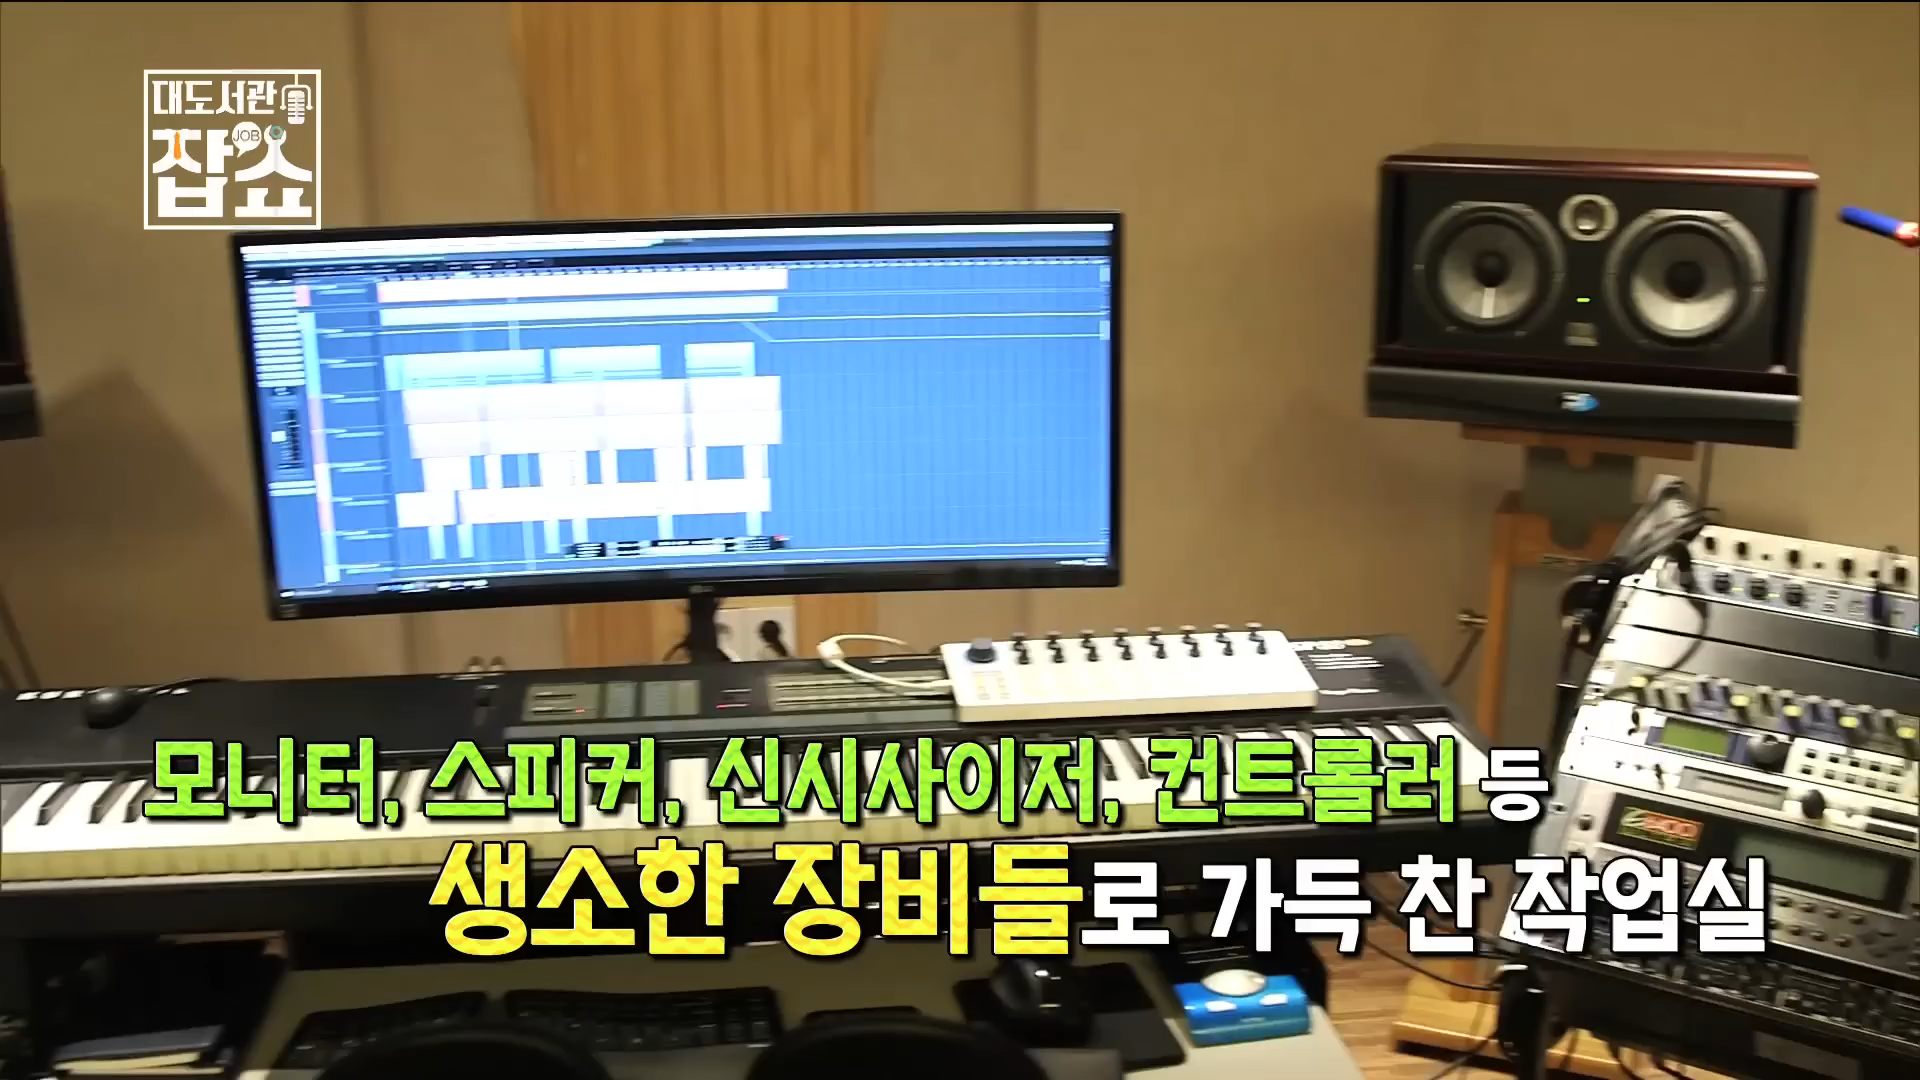 대도서관
JOB
잡쇼
모니터, 스피커, 신시사이저, 컨트롤러 등
생소한 장비들로 가득 찬 작업실